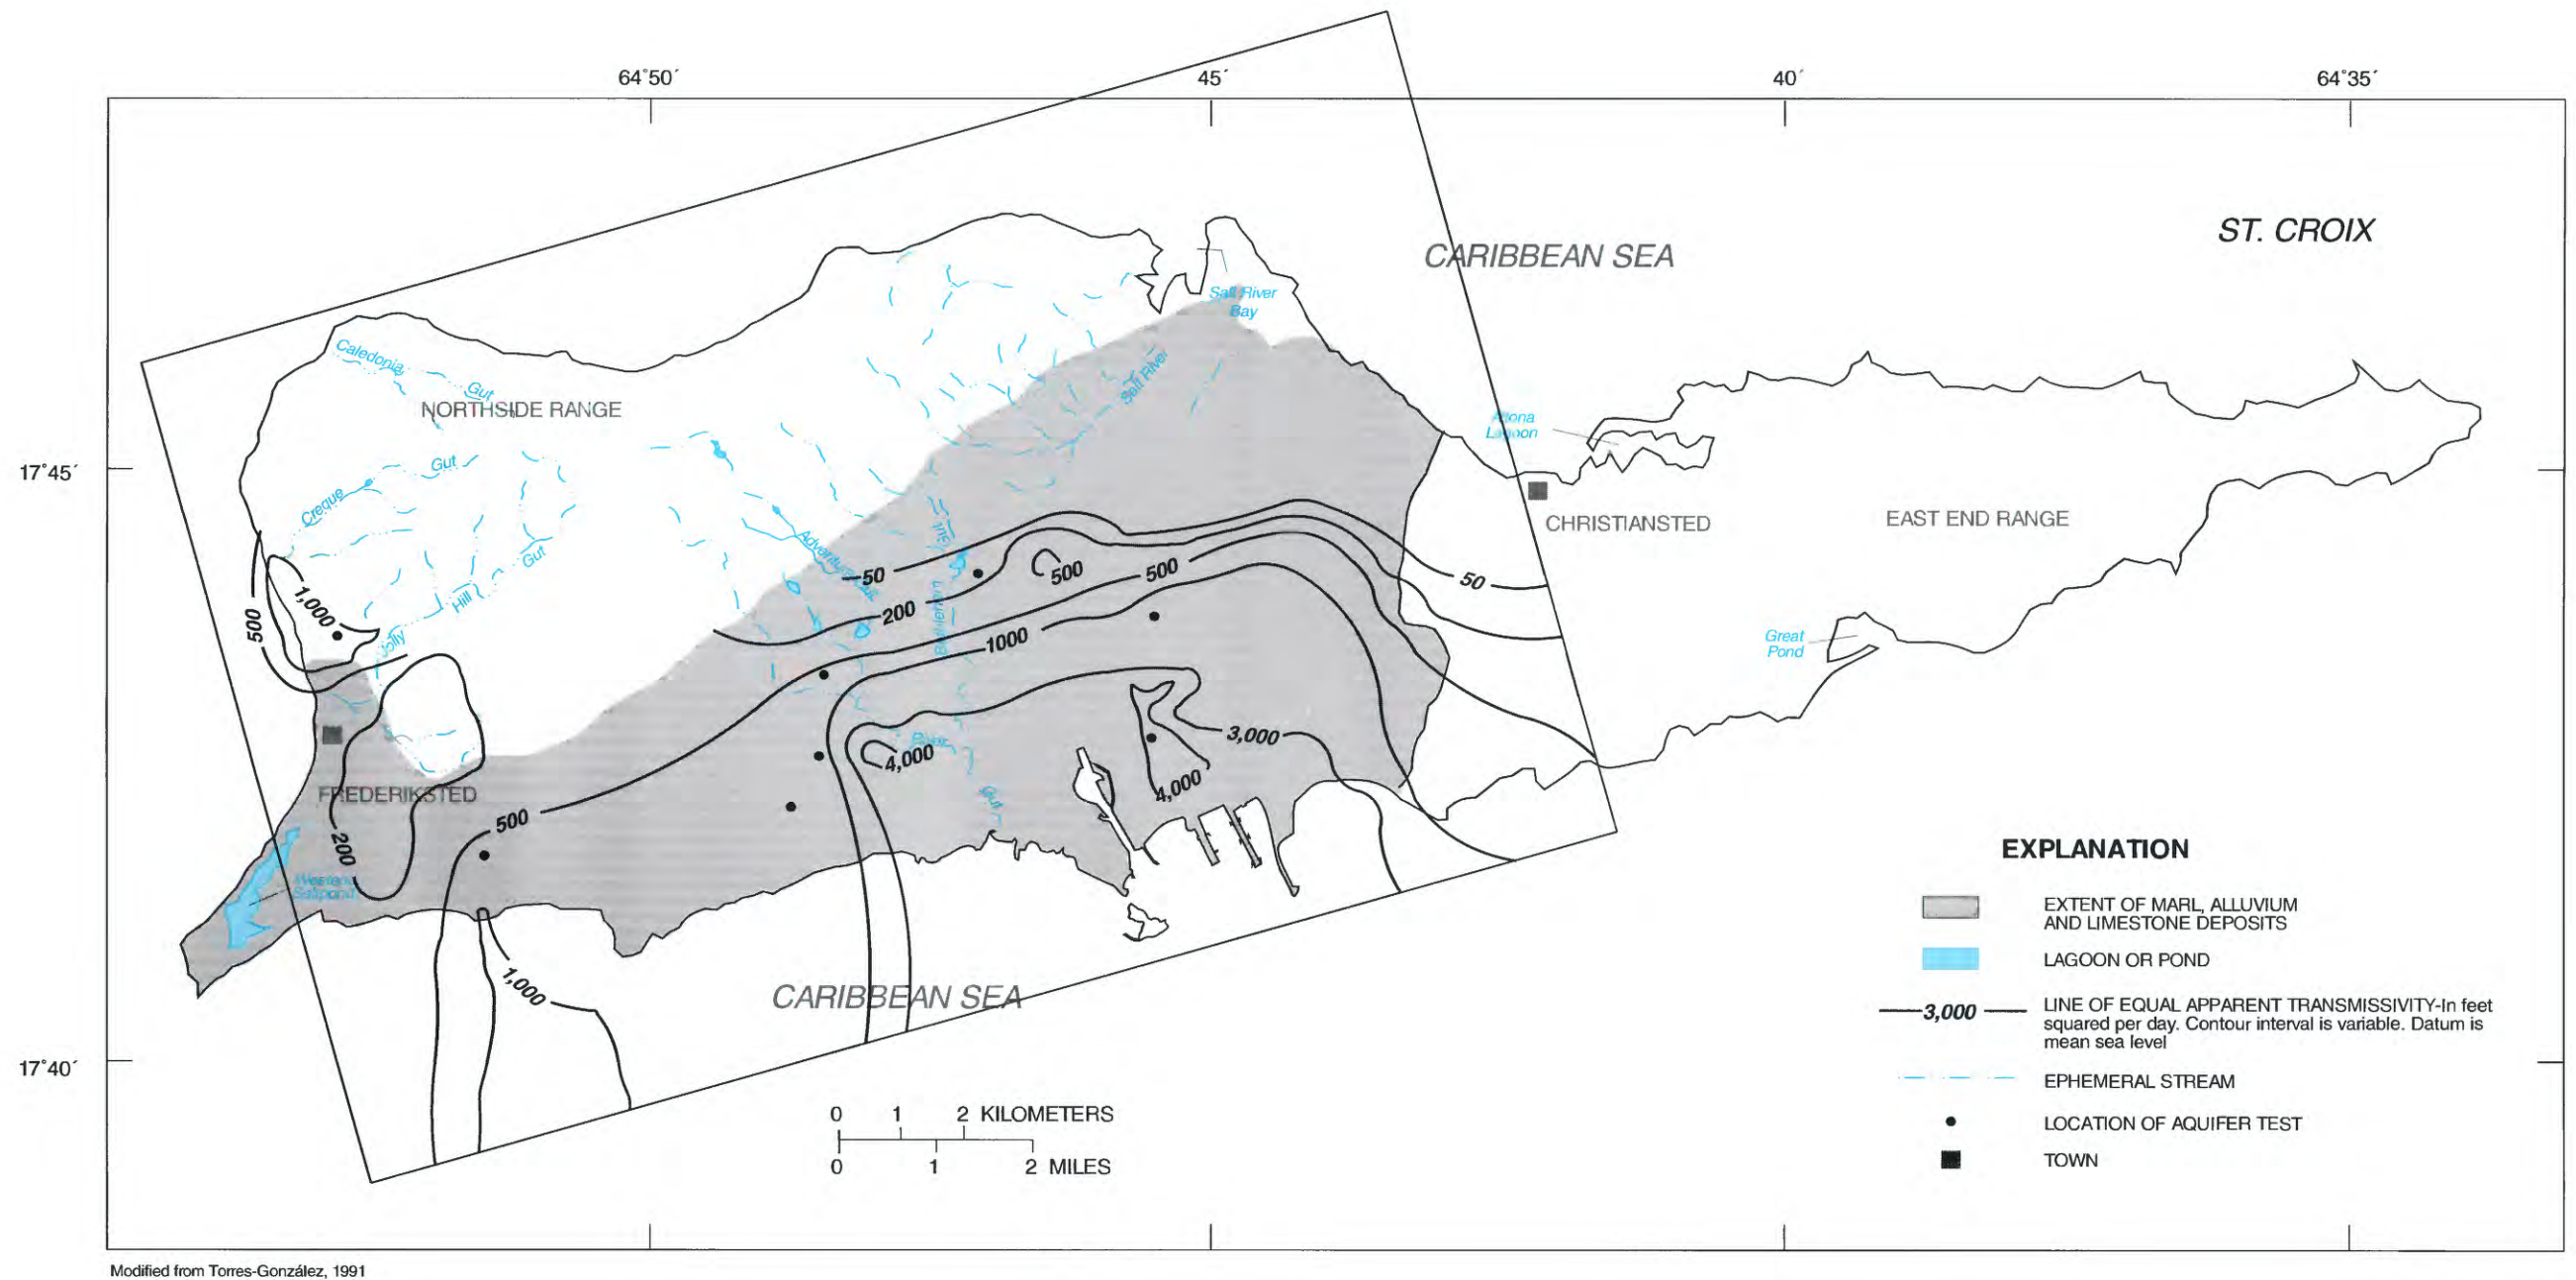 64°50´
45´
40´
64°35´
ST. CROIX
CARIBBEAN SEA
Salt River
Bay
Caledonia
Gut
NORTHSIDE RANGE
Salt River
Altona
Lagoon
17°45´
Gut
Creque
CHRISTIANSTED
EAST END RANGE
Gut
Adventure
50
500
500
50
1,000
Hill
Bethlehem
200
500
Jolly
1000
Great
Pond
3,000
4,000
4,000
FREDERIKSTED
Gut
500
200
EXPLANATION
Westend
Saltpond
EXTENT OF MARL, ALLUVIUM
AND LIMESTONE DEPOSITS
LAGOON OR POND
1,000
CARIBBEAN SEA
3,000
LINE OF EQUAL APPARENT TRANSMISSIVITY-In feet
squared per day. Contour interval is variable. Datum is
mean sea level
17°40´
EPHEMERAL STREAM
0 1 2 KILOMETERS
0 1 2 MILES
LOCATION OF AQUIFER TEST
TOWN
Modified from Torres-González, 1991